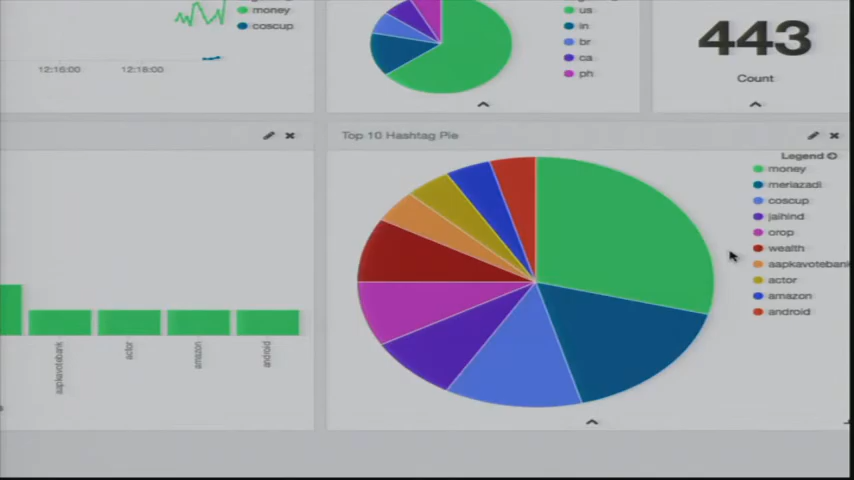 money
coscup
12:16:00
12:18:00
us
in
br
ca
ph
443
Count
Top 10 Hashtag Pie
Legend
money
meriazadi
coscup
jaihind
orop
wealth
aapkavotebank
actor
amazon
android
aapkavotebank
actor
amazon
android